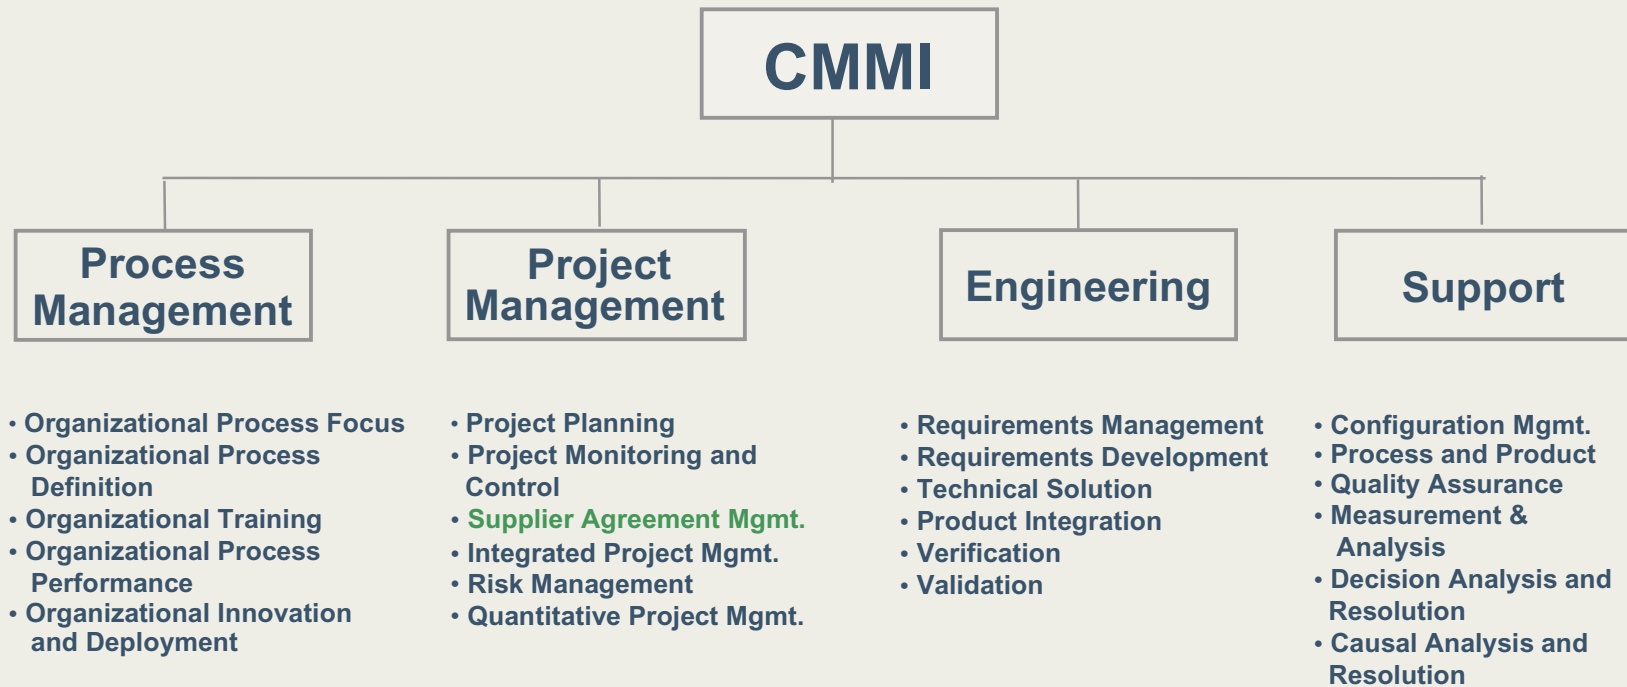 CMMI
Process
Management
Project
Management
Engineering
Support
• Organizational Process Focus
• Organizational Process
Definition
• Organizational Training
• Organizational Process
Performance
• Organizational Innovation
and Deployment
• Project Planning
• Project Monitoring and
Control
• Supplier Agreement Mgmt.
• Integrated Project Mgmt.
• Risk Management
• Quantitative Project Mgmt.
• Requirements Management
• Requirements Development
• Technical Solution
• Product Integration
• Verification
• Validation
• Configuration Mgmt.
• Process and Product
• Quality Assurance
• Measurement &
Analysis
• Decision Analysis and
Resolution
• Causal Analysis and
Resolution